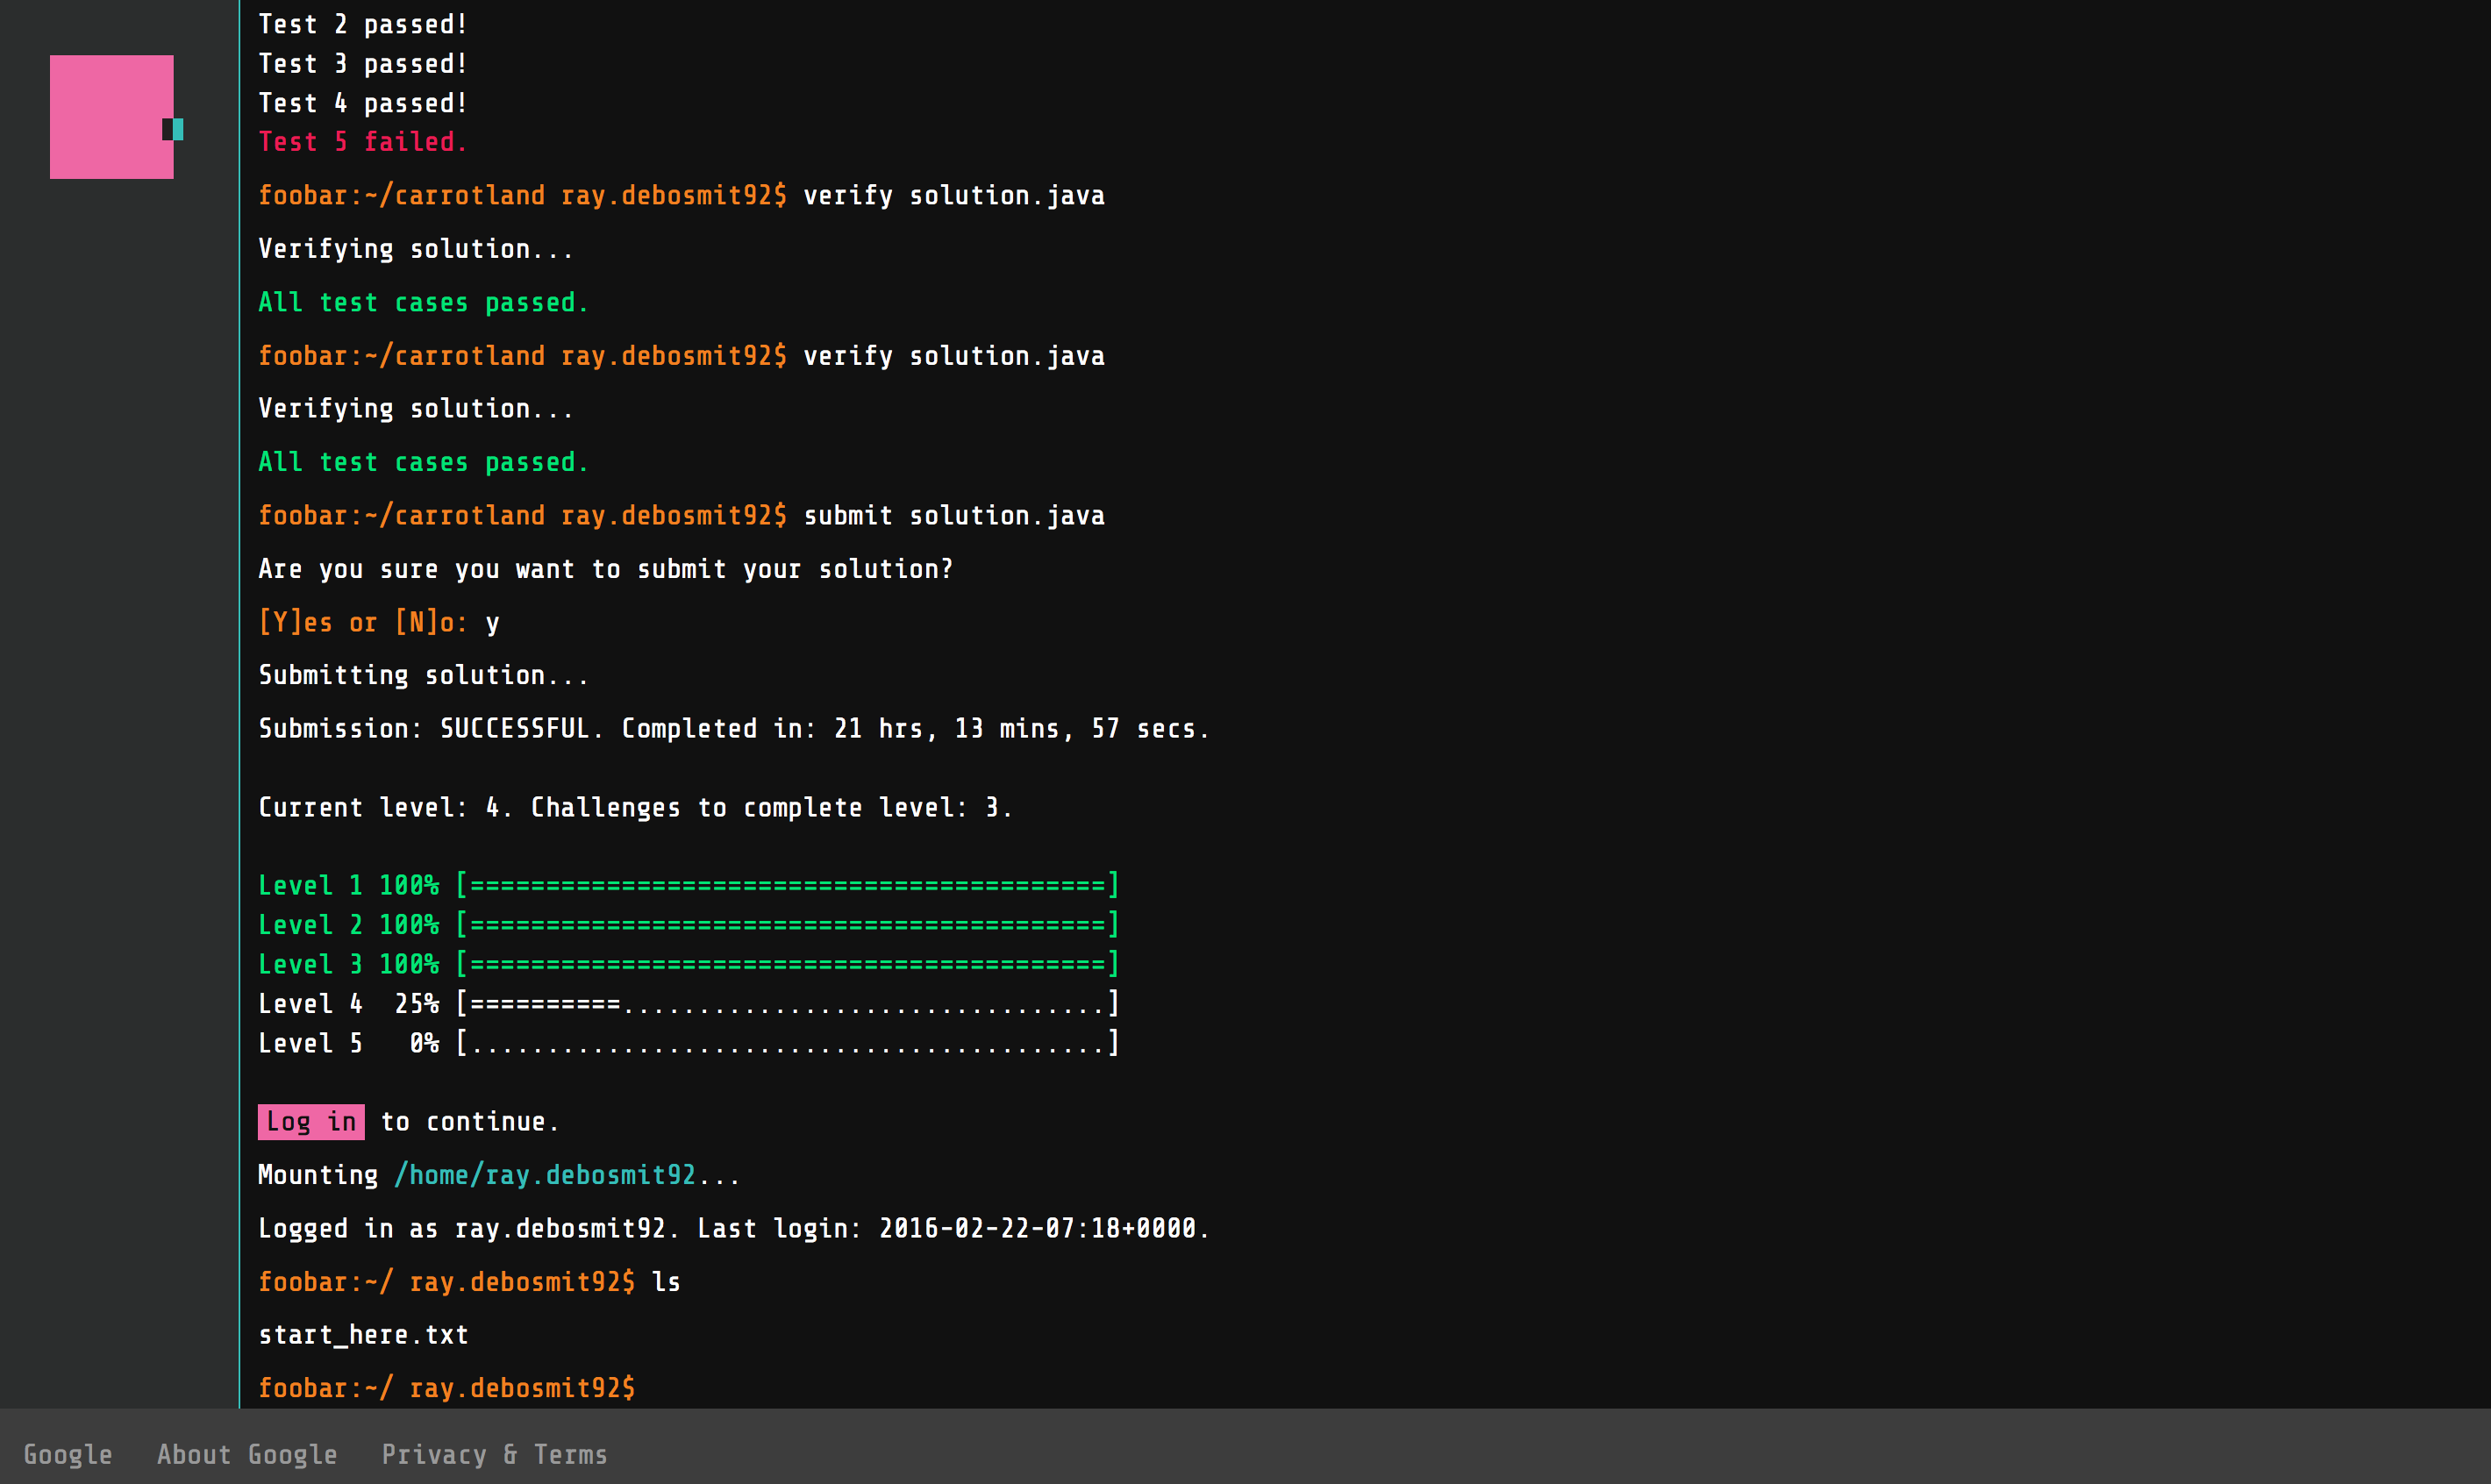 Test 2 passed!
Test 3 passed!
Test 4 passed!
Test 5 failed.
foobar:~/carrotland ray.debosmit92$ verify solution.java
Verifying solution...
All test cases passed.
foobar:~/carrotland ray.debosmit92$ verify solution.java
Verifying solution...
All test cases passed.
foobar:~/carrotland ray.debosmit92$ submit solution.java
Are you sure you want to submit your solution?
[Y]es or [N]o: y
Submitting solution...
Submission: SUCCESSFUL. Completed in: 21 hrs, 13 mins, 57 secs.
Current level: 4. Challenges to complete level: 3.
Level 1 100% [==========================================]
Level 2 100% [==========================================]
Level 3 100% [==========================================]
Level 4  25% [==========................................]
Level 5   0% [..........................................]
Log in to continue.
Mounting /home/ray.debosmit92...
Logged in as ray.debosmit92. Last login: 2016-02-22-07:18+0000.
foobar:~/ ray.debosmit92$ ls
start_here.txt
foobar:~/ ray.debosmit92$
Google About Google Privacy & Terms